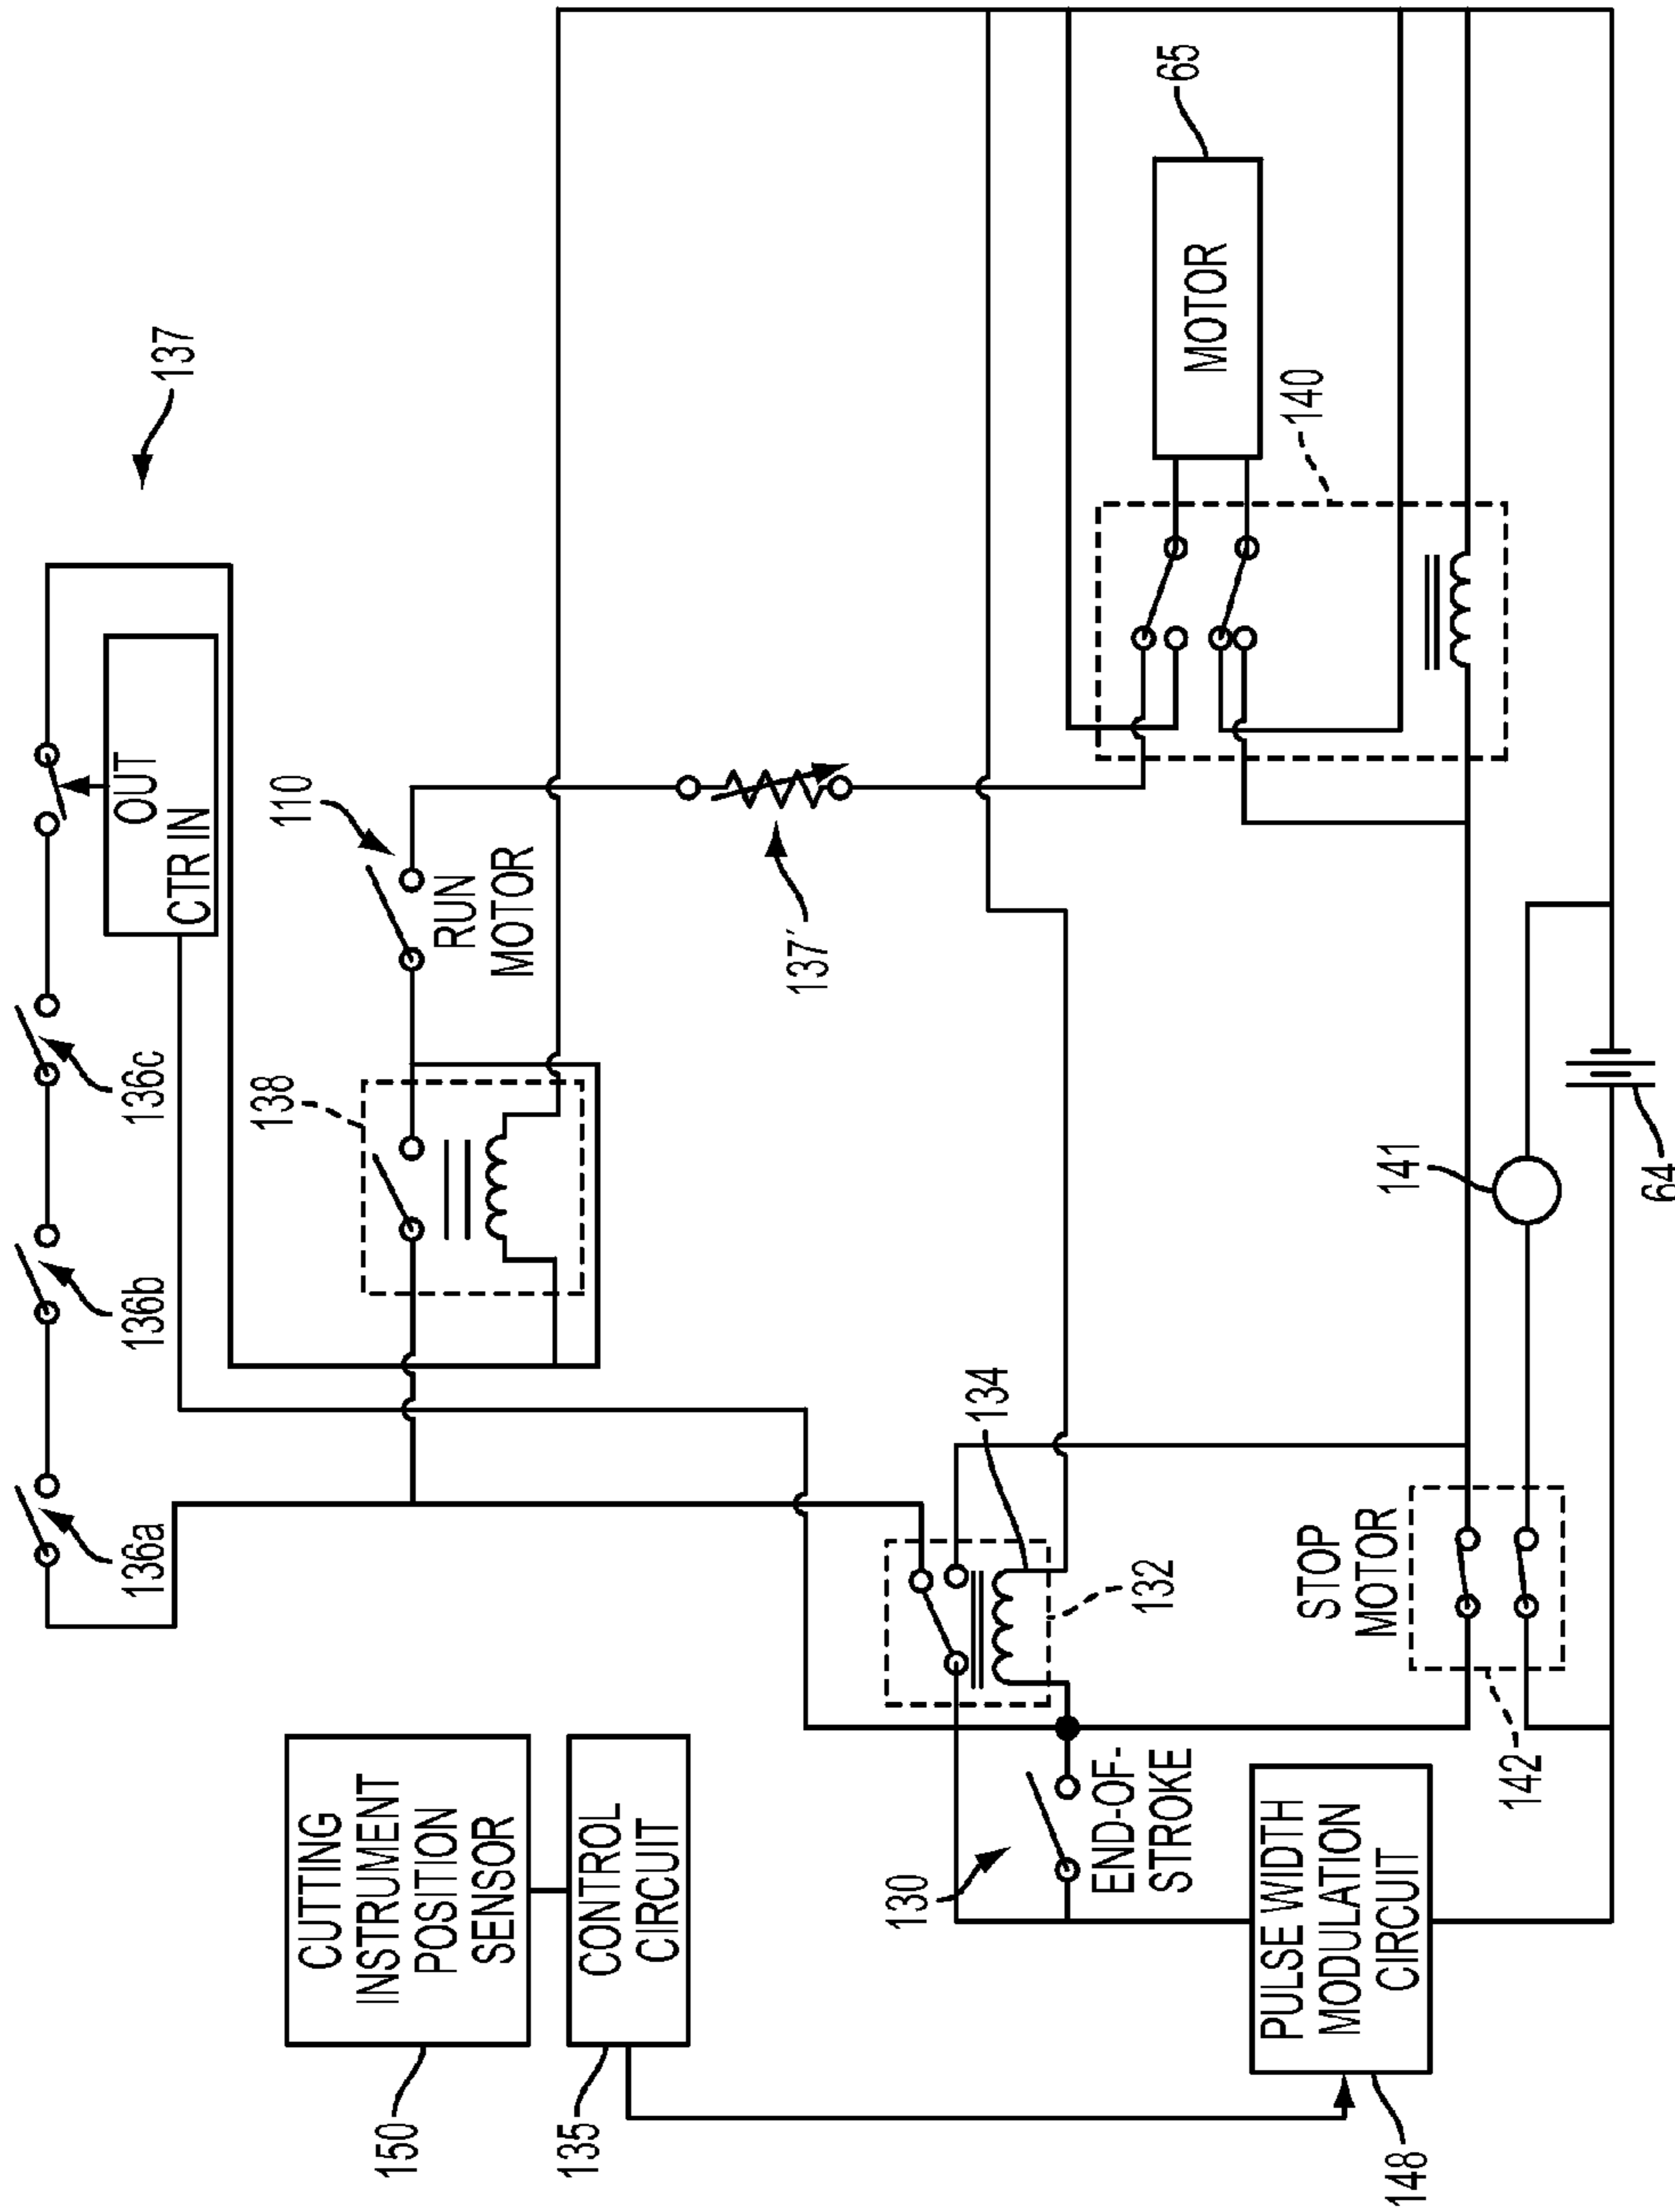 136a
136b
136c
OUT
CTR IN
137
138
110
RUN
MOTOR
CUTTING
INSTRUMENT
POSITION
SENSOR
150
CONTROL
CIRCUIT
135
137′
134
132
130
END-OF-
STROKE
65
MOTOR
140
STOP
MOTOR
142
141
64
PULSE WIDTH
MODULATION
CIRCUIT
148